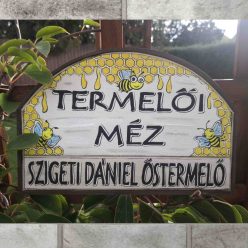 TERMELŐI
MÉZ
SZIGETI DÁNIEL ŐSTERMELŐ